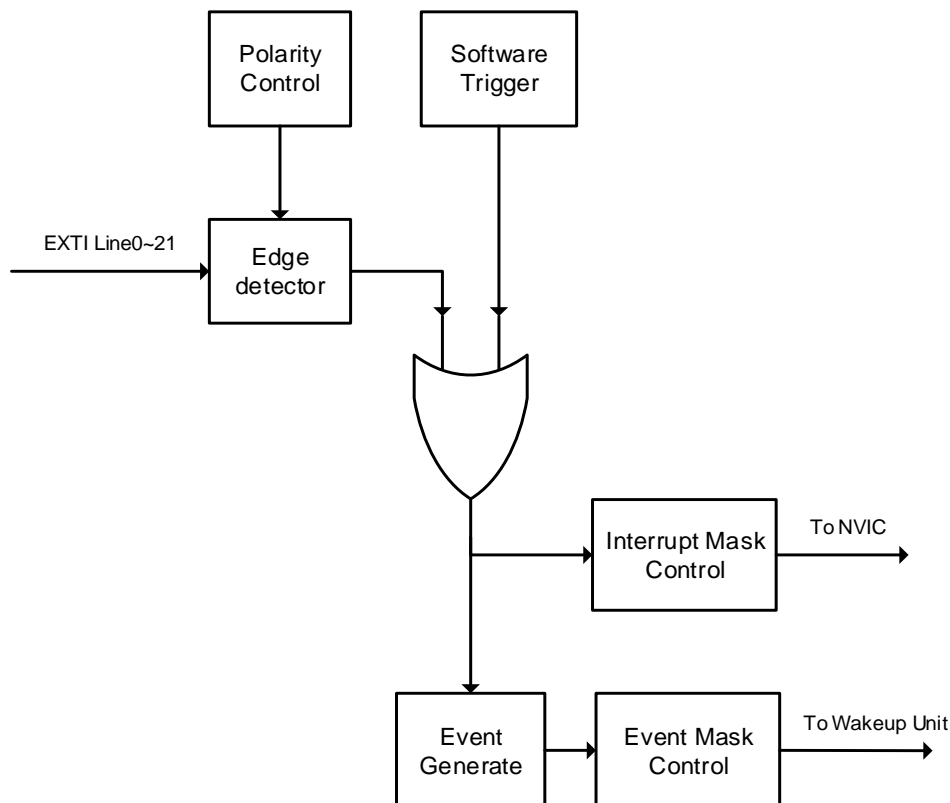 Polarity
Control
Software
Trigger
EXTI Line0~21
Edge
detector
Interrupt Mask
Control
To NVIC
Event
Generate
Event Mask
Control
To Wakeup Unit